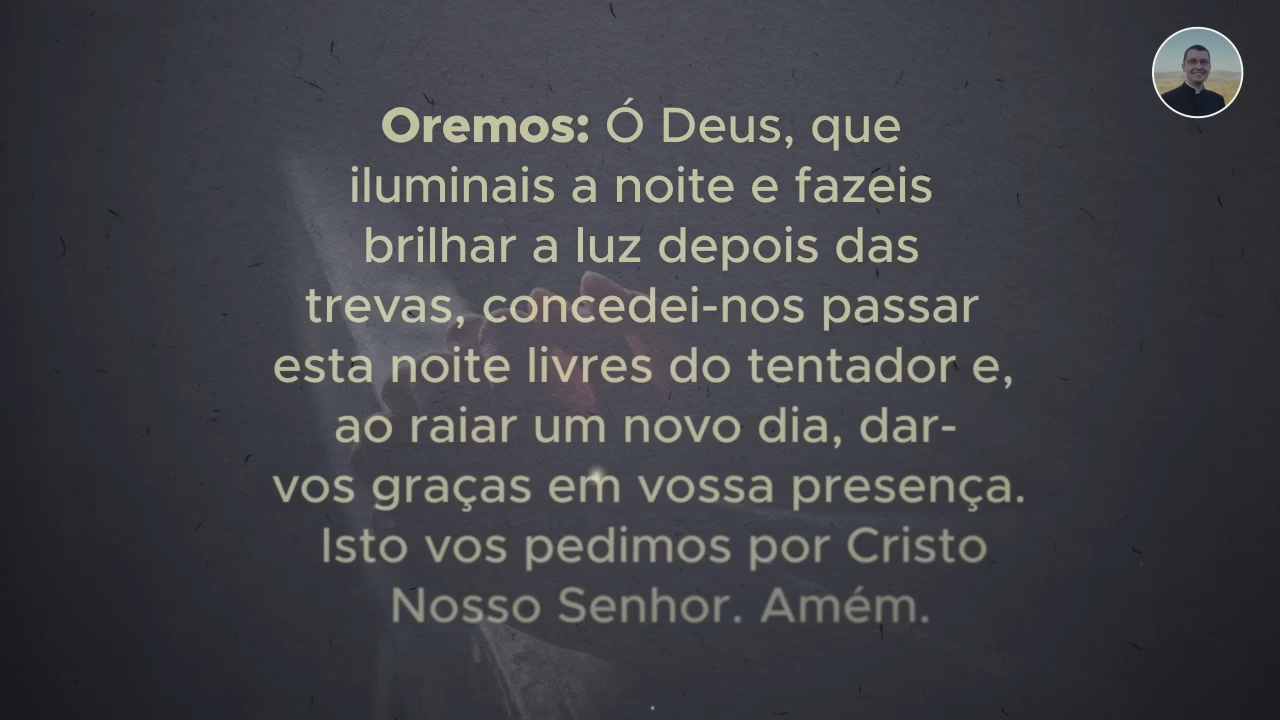 Oremos: Ó Deus, que
iluminais a noite e fazeis
brilhar a luz depois das
trevas, concedei-nos passar
esta noite livres do tentador e,
ao raiar um novo dia, dar-
vos graças em vossa presença.
Isto vos pedimos por Cristo
Nosso Senhor. Amém.